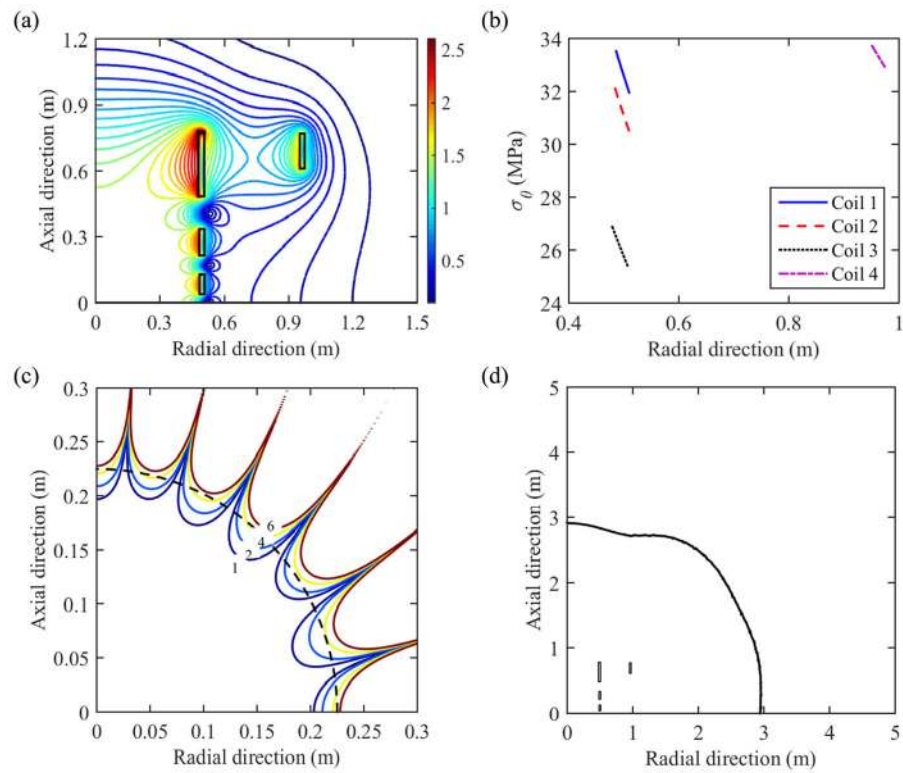 (a)
1.2
0.9
0.6
0.3
0
Axial direction (m)
0 0.3 0.6 0.9 1.2 1.5
Radial direction (m)
2.5
2
1.5
1
0.5
(b)
34
32
30
28
26
24
σθ (MPa)
Coil 1
Coil 2
Coil 3
Coil 4
0.4 0.6 0.8 1
Radial direction (m)
(c)
0.3
0.25
0.2
0.15
0.1
0.05
0
Axial direction (m)
6
4
2
1
0 0.05 0.1 0.15 0.2 0.25 0.3
Radial direction (m)
(d)
5
4
3
2
1
0
Axial direction (m)
0 1 2 3 4 5
Radial direction (m)